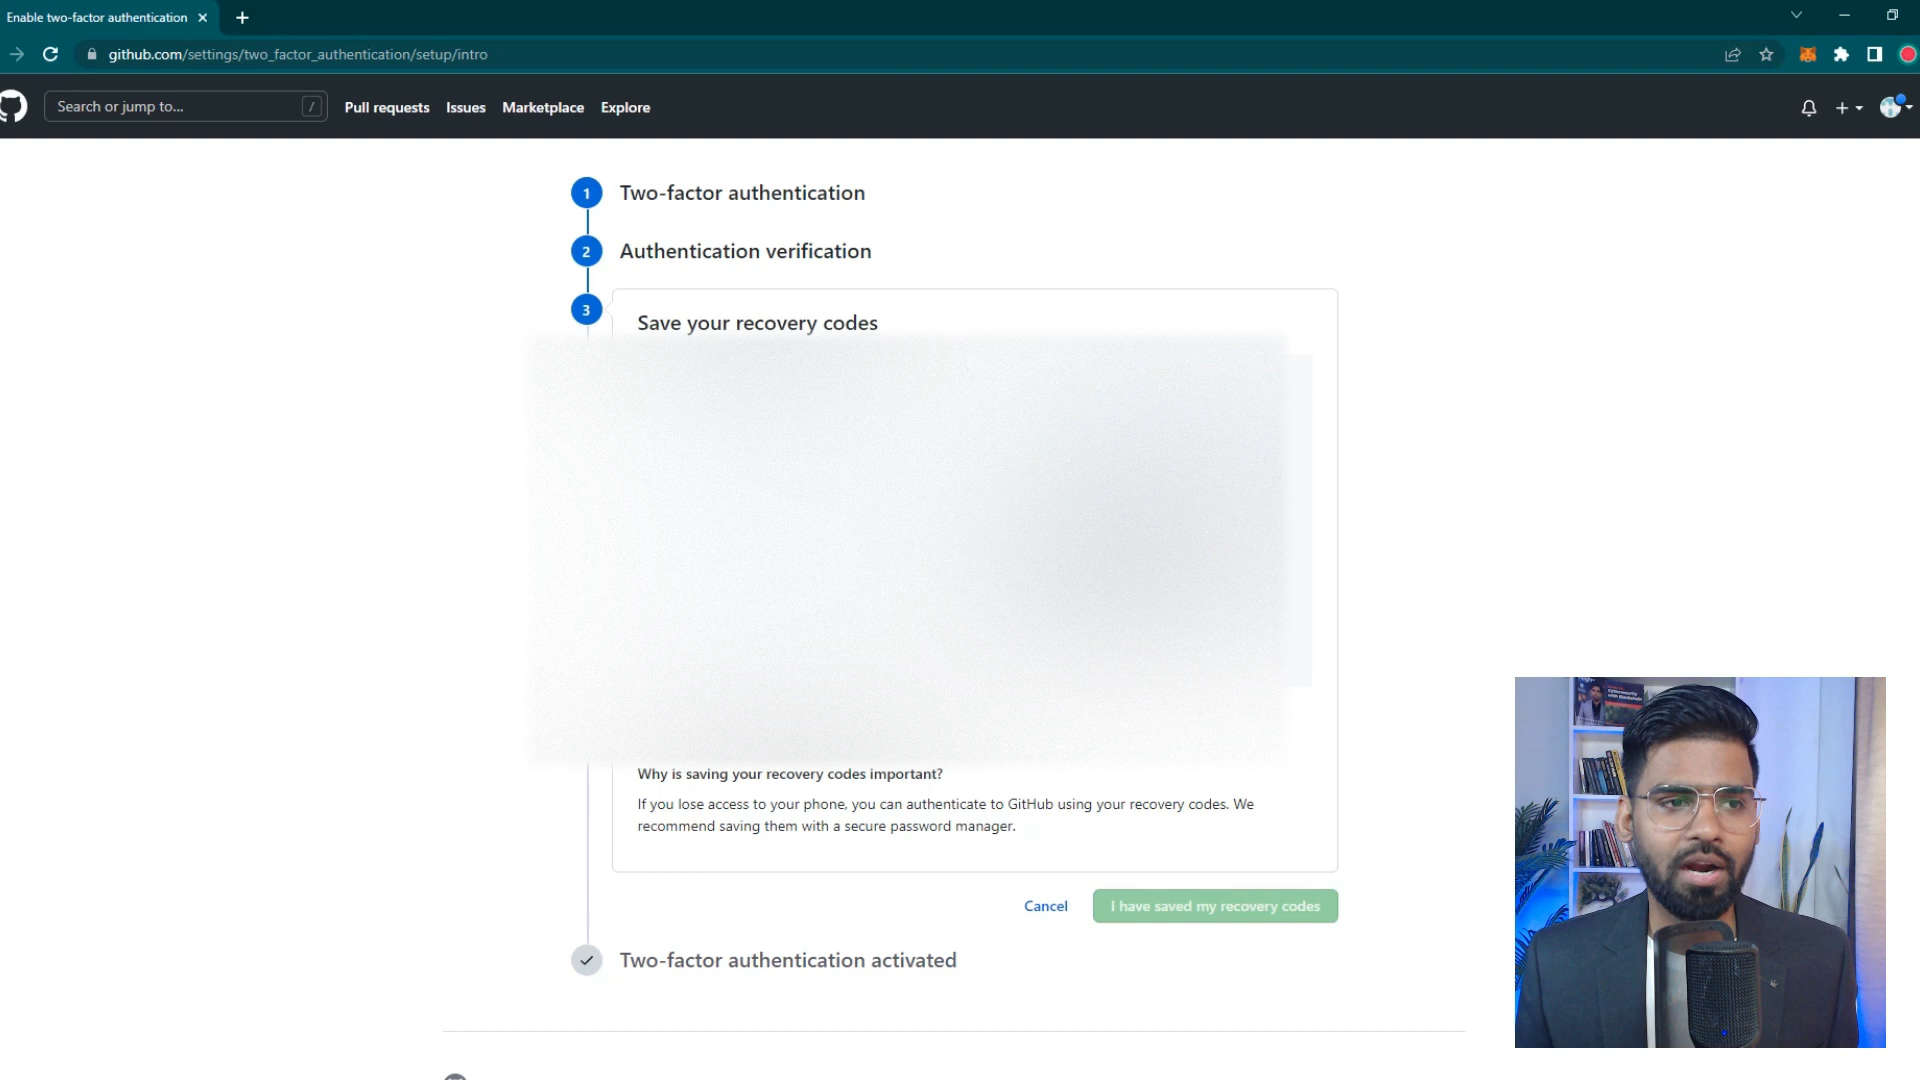 Enable two-factor authentication
github.com/settings/two_factor_authentication/setup/intro
Search or jump to...
/
Pull requests
Issues
Marketplace
Explore
1
Two-factor authentication
2
Authentication verification
3
Save your recovery codes
Why is saving your recovery codes important?
If you lose access to your phone, you can authenticate to GitHub using your recovery codes. We
recommend saving them with a secure password manager.
Cancel
I have saved my recovery codes
Two-factor authentication activated
Cybersecurity
with Blockchain